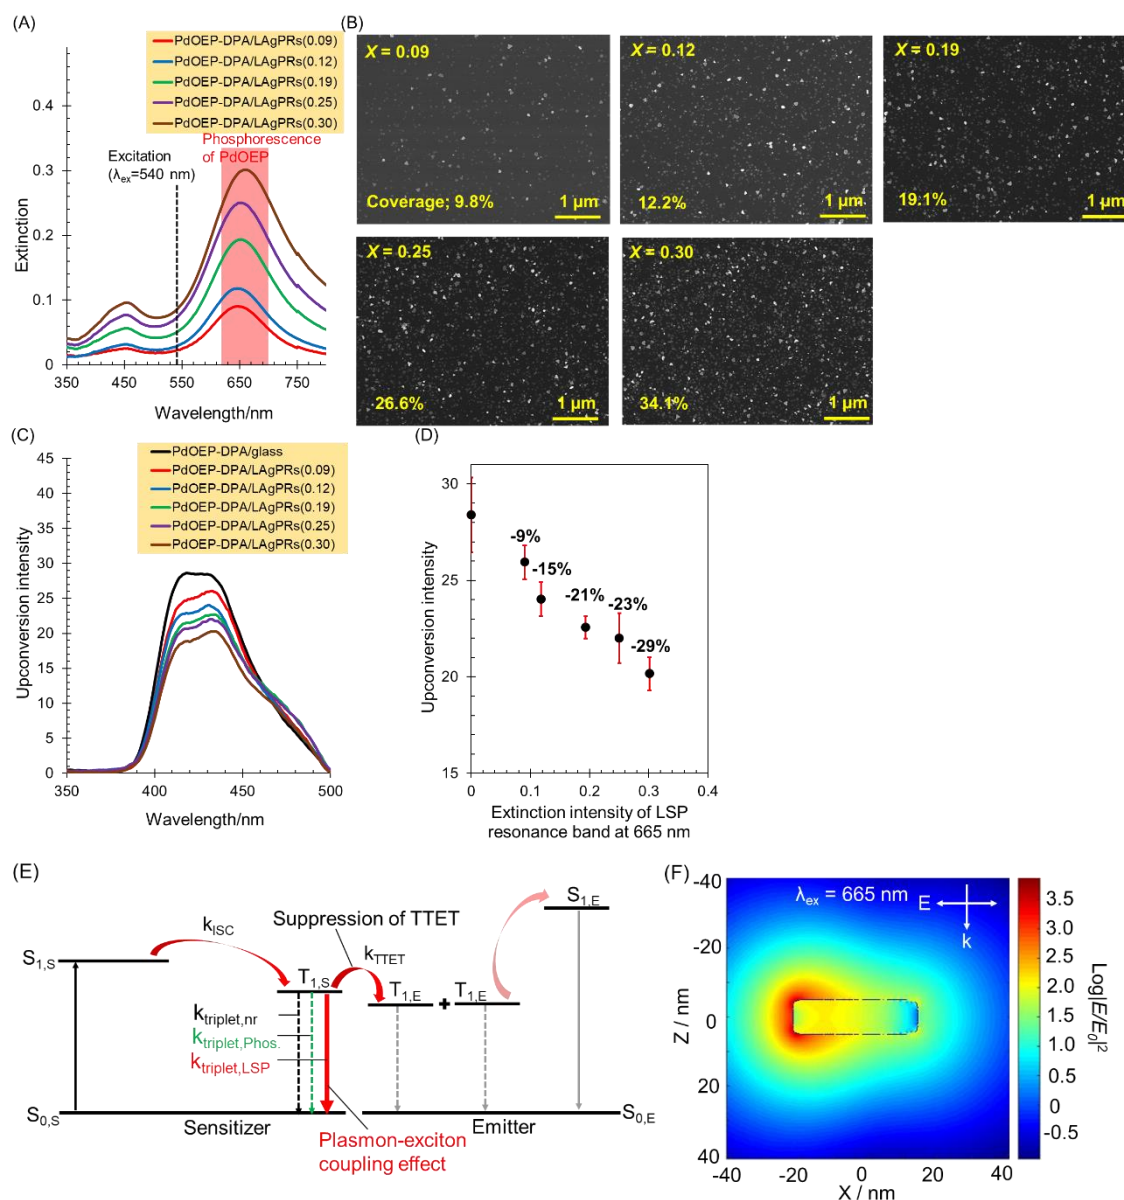 (A)
PdOEP-DPA/LAgPRs(0.09)
PdOEP-DPA/LAgPRs(0.12)
PdOEP-DPA/LAgPRs(0.19)
PdOEP-DPA/LAgPRs(0.25)
PdOEP-DPA/LAgPRs(0.30)
Phosphorescence
of PdOEP
Excitation
(λex=540 nm)
Extinction
0.4
0.3
0.2
0.1
0
350 450 550 650 750
Wavelength/nm
(B)
X = 0.09
Coverage; 9.8%
1 µm
X = 0.12
12.2%
1 µm
X = 0.19
19.1%
1 µm
X = 0.25
26.6%
1 µm
X = 0.30
34.1%
1 µm
(C)
PdOEP-DPA/glass
PdOEP-DPA/LAgPRs(0.09)
PdOEP-DPA/LAgPRs(0.12)
PdOEP-DPA/LAgPRs(0.19)
PdOEP-DPA/LAgPRs(0.25)
PdOEP-DPA/LAgPRs(0.30)
Upconversion intensity
45
40
35
30
25
20
15
10
5
0
350 400 450 500
Wavelength/nm
(D)
Upconversion intensity
30
25
20
15
-9%
-15%
-21%
-23%
-29%
0 0.1 0.2 0.3 0.4
Extinction intensity of LSP
resonance band at 665 nm
(E)
S1,S
kISC
Suppression of TTET
kTTET
S1,E
T1,S
T1,E + T1,E
ktriplet,nr
ktriplet,Phos.
ktriplet,LSP
S0,S
Sensitizer
Emitter
S0,E
Plasmon-exciton
coupling effect
(F)
λex = 665 nm
E
k
Z / nm
-40
-20
0
20
40
-40 -20 0 20 40
X / nm
3.5
3.0
2.5
2.0
1.5
1.0
0.5
0
-0.5
Log|E/E0|²